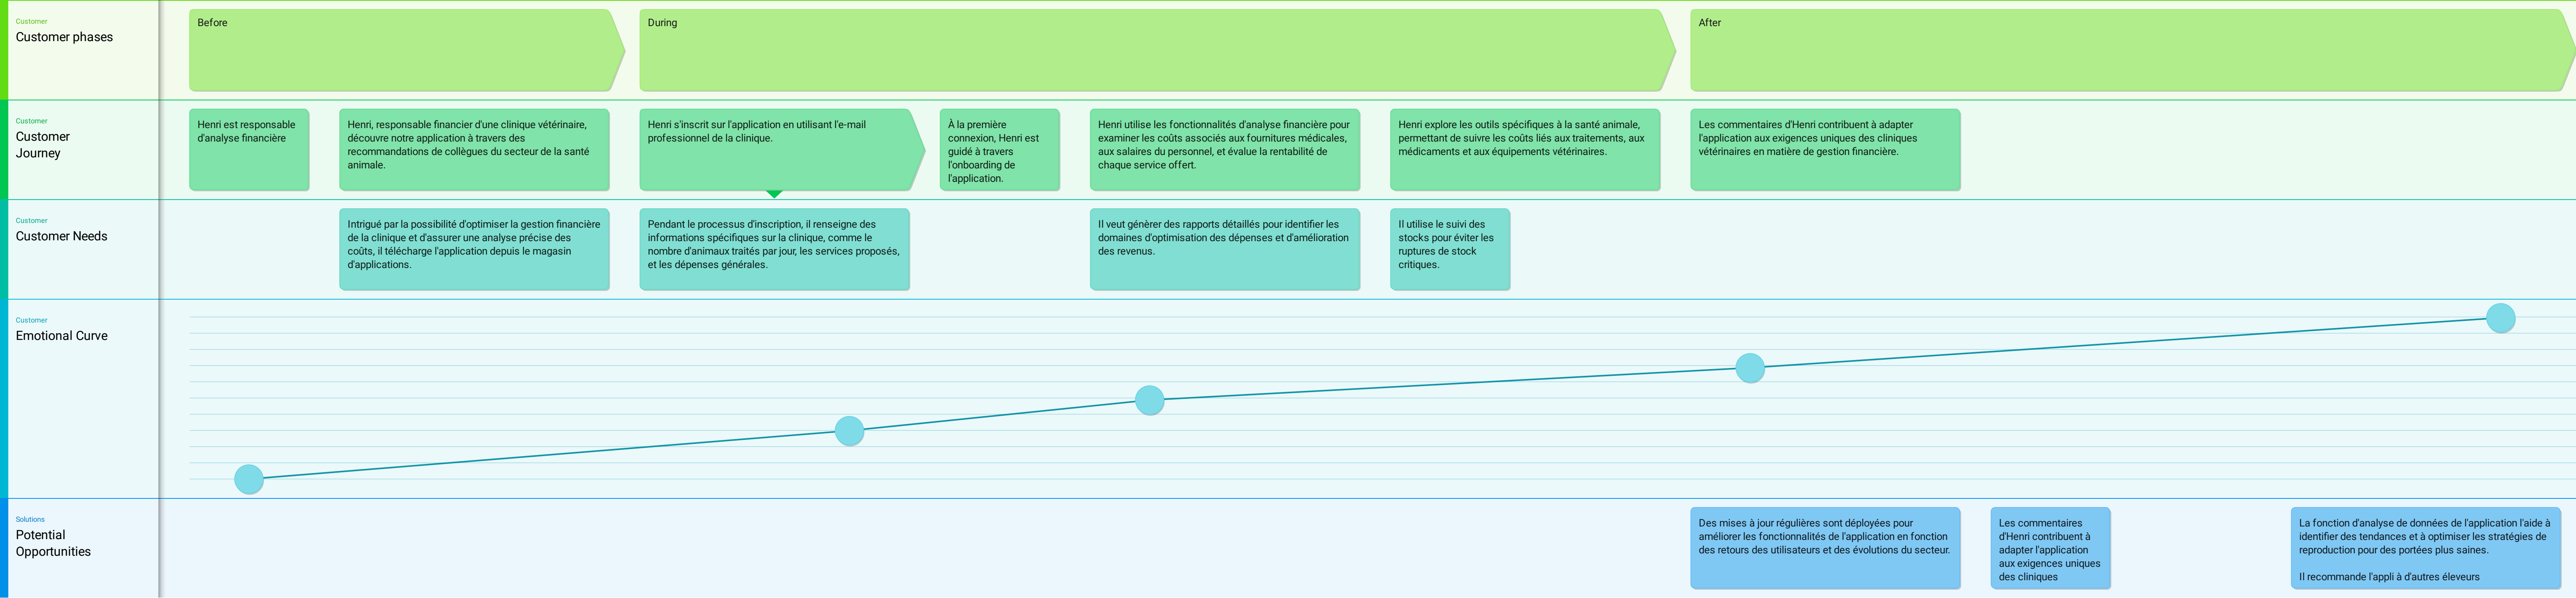 Customer
Customer phases
Before
During
After
Customer
Customer
Journey
Henri est responsable
d'analyse financière
Henri, responsable financier d'une clinique vétérinaire,
découvre notre application à travers des
recommandations de collègues du secteur de la santé
animale.
Henri s'inscrit sur l'application en utilisant l'e-mail
professionnel de la clinique.
À la première
connexion, Henri est
guidé à travers
l'onboarding de
l'application.
Henri utilise les fonctionnalités d'analyse financière pour
examiner les coûts associés aux fournitures médicales,
aux salaires du personnel, et évalue la rentabilité de
chaque service offert.
Henri explore les outils spécifiques à la santé animale,
permettant de suivre les coûts liés aux traitements, aux
médicaments et aux équipements vétérinaires.
Les commentaires d'Henri contribuent à adapter
l'application aux exigences uniques des cliniques
vétérinaires en matière de gestion financière.
Customer
Customer Needs
Intrigué par la possibilité d'optimiser la gestion financière
de la clinique et d'assurer une analyse précise des
coûts, il télécharge l'application depuis le magasin
d'applications.
Pendant le processus d'inscription, il renseigne des
informations spécifiques sur la clinique, comme le
nombre d'animaux traités par jour, les services proposés,
et les dépenses générales.
Il veut génèrer des rapports détaillés pour identifier les
domaines d'optimisation des dépenses et d'amélioration
des revenus.
Il utilise le suivi des
stocks pour éviter les
ruptures de stock
critiques.
Customer
Emotional Curve
Solutions
Potential
Opportunities
Des mises à jour régulières sont déployées pour
améliorer les fonctionnalités de l'application en fonction
des retours des utilisateurs et des évolutions du secteur.
Les commentaires
d'Henri contribuent à
adapter l'application
aux exigences uniques
des cliniques
La fonction d'analyse de données de l'application l'aide à
identifier des tendances et à optimiser les stratégies de
reproduction pour des portées plus saines.
Il recommande l'appli à d'autres éleveurs